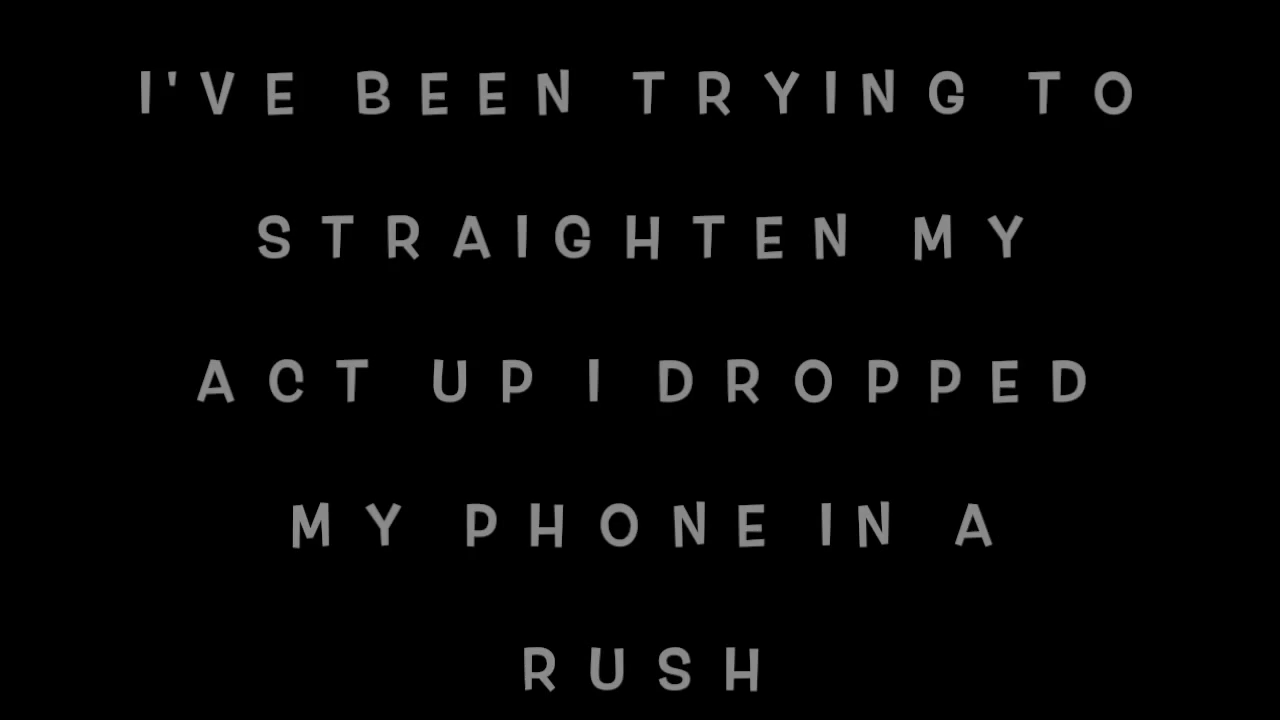 I'VE BEEN TRYING TO
STRAIGHTEN MY
ACT UP I DROPPED
MY PHONE IN A
RUSH